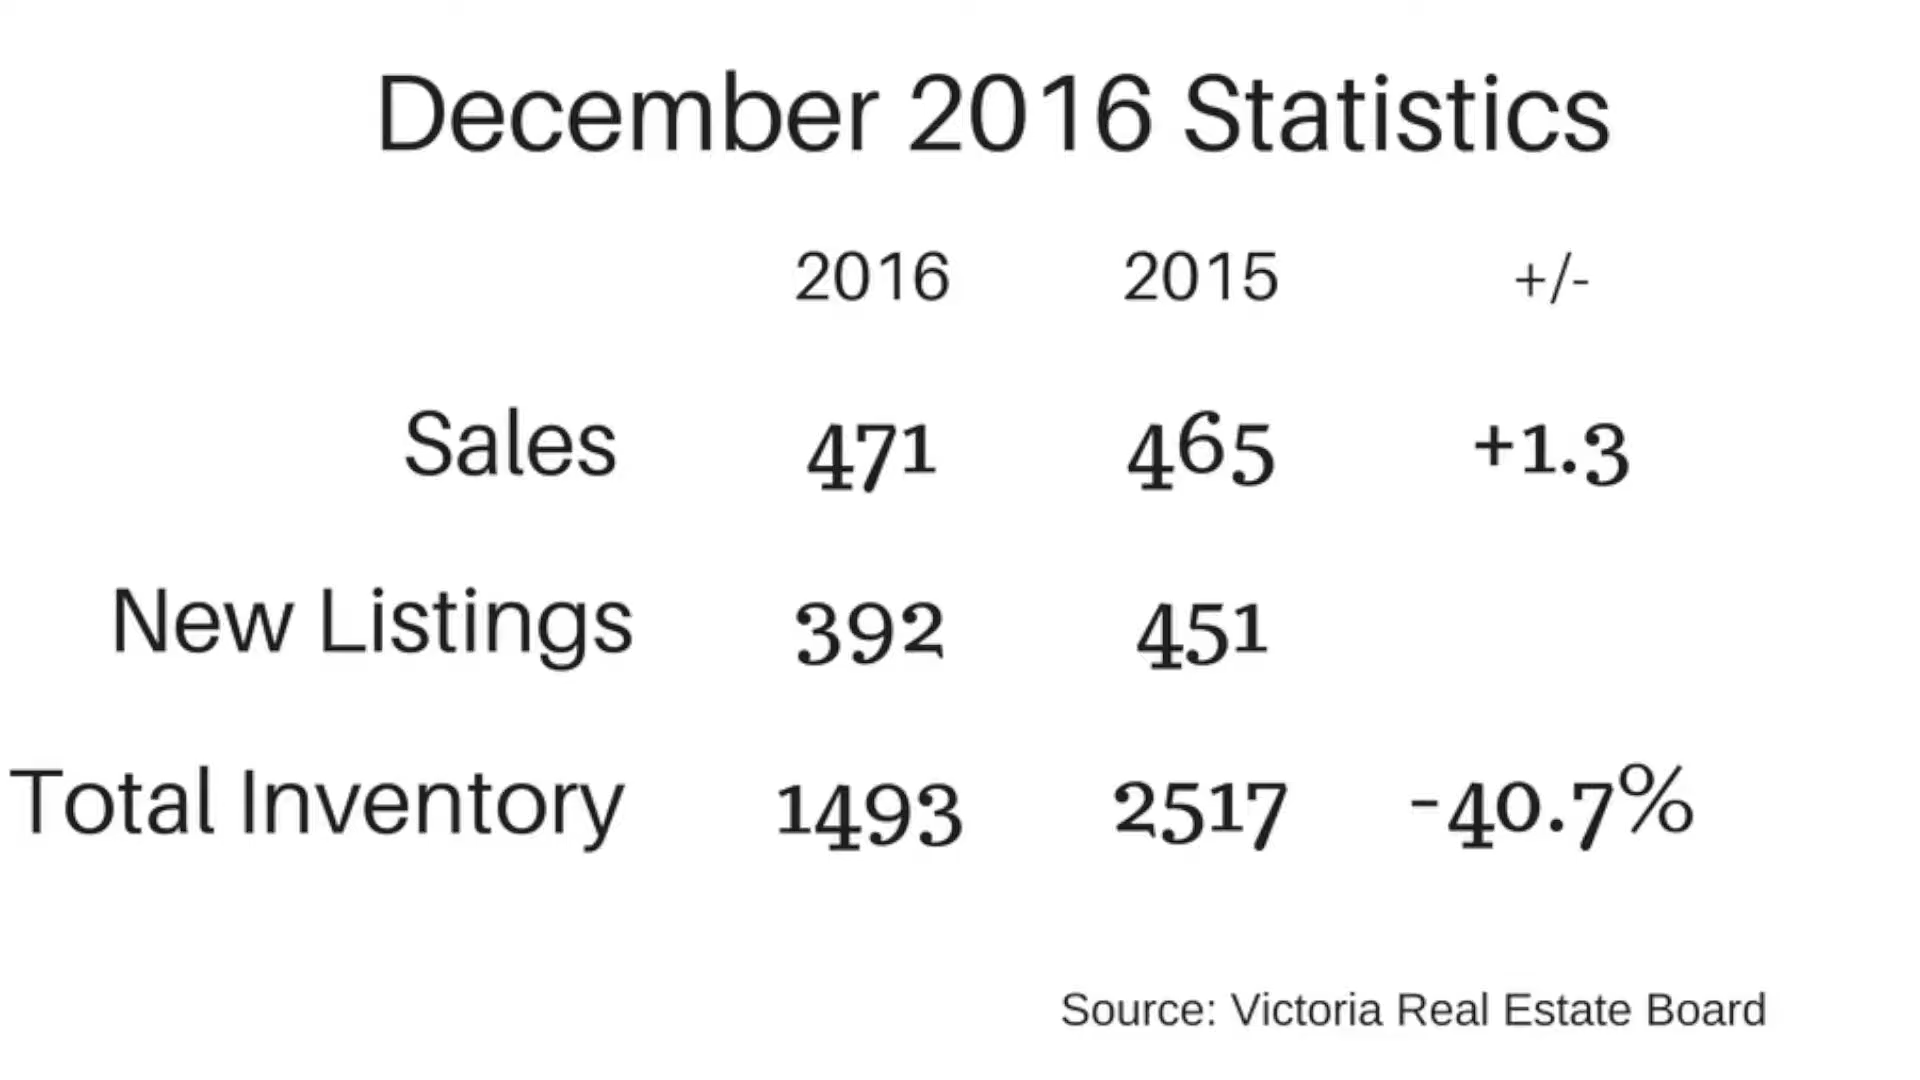 December 2016 Statistics
2016 2015 +/-
Sales 471 465 +1.3
New Listings 392 451
Total Inventory 1493 2517 -40.7%
Source: Victoria Real Estate Board